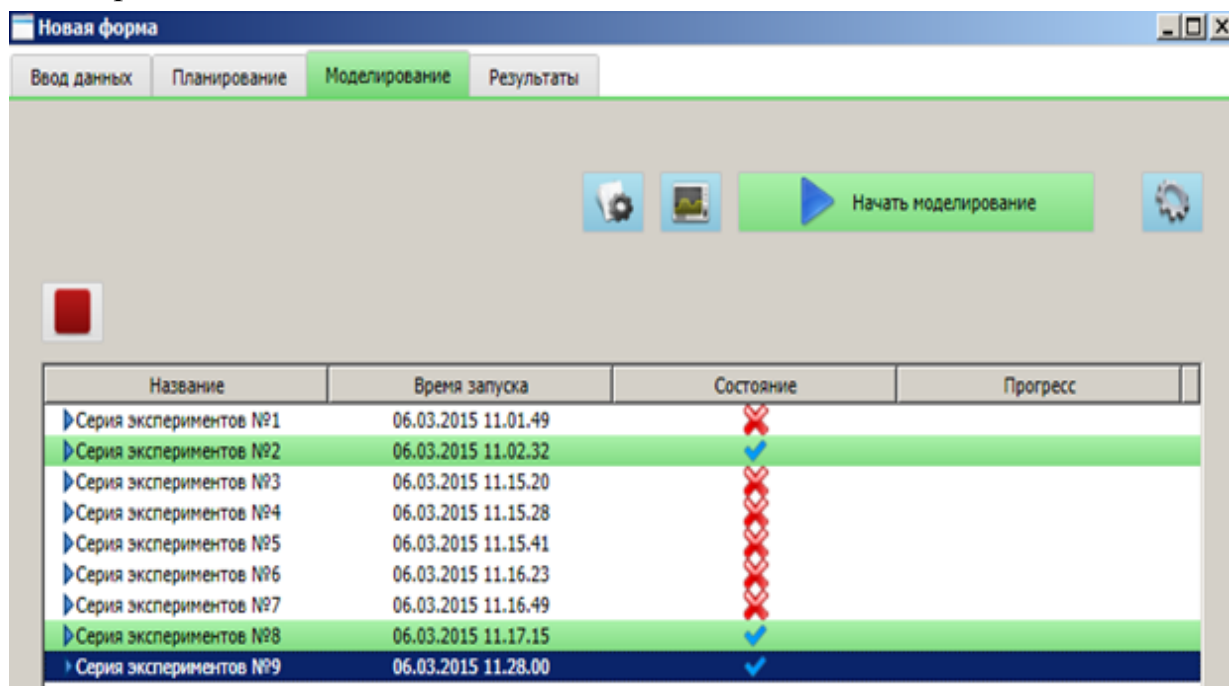 Новая форма
Ввод данных Планирование Моделирование Результаты
Начать моделирование
Название Время запуска Состояние Прогресс
Серия экспериментов №1 06.03.2015 11.01.49
Серия экспериментов №2 06.03.2015 11.02.32
Серия экспериментов №3 06.03.2015 11.15.20
Серия экспериментов №4 06.03.2015 11.15.28
Серия экспериментов №5 06.03.2015 11.15.41
Серия экспериментов №6 06.03.2015 11.16.23
Серия экспериментов №7 06.03.2015 11.16.49
Серия экспериментов №8 06.03.2015 11.17.15
Серия экспериментов №9 06.03.2015 11.28.00